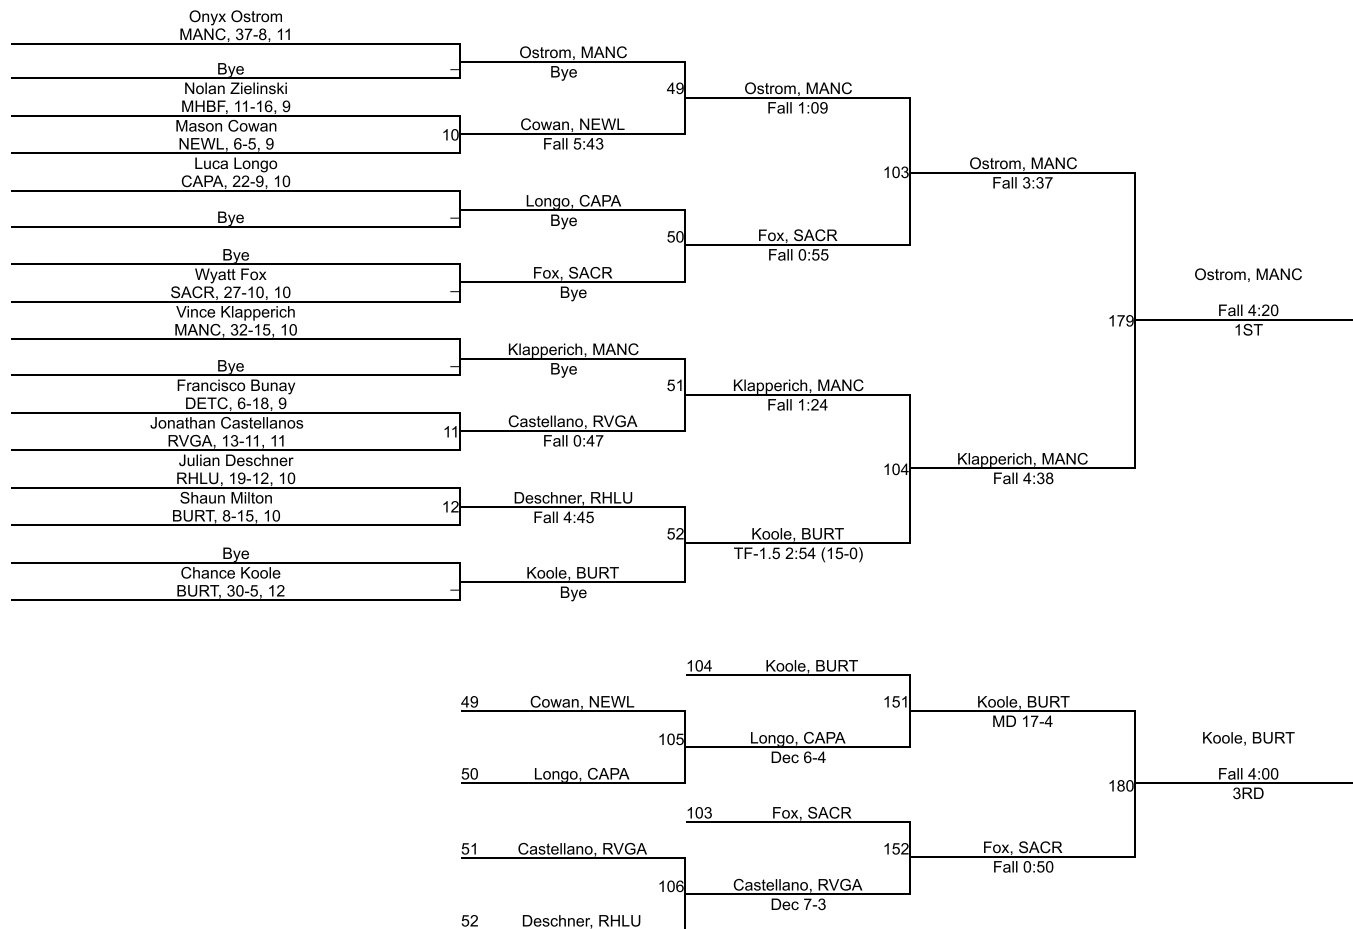 Onyx Ostrom
MANC, 37-8, 11
Bye
Nolan Zielinski
MHBF, 11-16, 9
Mason Cowan
NEWL, 6-5, 9
Luca Longo
CAPA, 22-9, 10
Bye
Bye
Wyatt Fox
SACR, 27-10, 10
Vince Klapperich
MANC, 32-15, 10
Bye
Francisco Bunay
DETC, 6-18, 9
Jonathan Castellanos
RVGA, 13-11, 11
Julian Deschner
RHLU, 19-12, 10
Shaun Milton
BURT, 8-15, 10
Bye
Chance Koole
BURT, 30-5, 12
–
10
–
–
–
11
12
–
Ostrom, MANC
Bye
Cowan, NEWL
Fall 5:43
Longo, CAPA
Bye
Fox, SACR
Bye
Klapperich, MANC
Bye
Castellano, RVGA
Fall 0:47
Deschner, RHLU
Fall 4:45
Koole, BURT
Bye
49
50
51
52
Ostrom, MANC
Fall 1:09
Fox, SACR
Fall 0:55
Klapperich, MANC
Fall 1:24
Koole, BURT
TF-1.5 2:54 (15-0)
103
104
Ostrom, MANC
Fall 3:37
Klapperich, MANC
Fall 4:38
179
Ostrom, MANC
Fall 4:20
1ST
49 Cowan, NEWL
50 Longo, CAPA
51 Castellano, RVGA
52 Deschner, RHLU
105
106
104 Koole, BURT
Longo, CAPA
Dec 6-4
103 Fox, SACR
Castellano, RVGA
Dec 7-3
151
152
Koole, BURT
MD 17-4
Fox, SACR
Fall 0:50
180
Koole, BURT
Fall 4:00
3RD